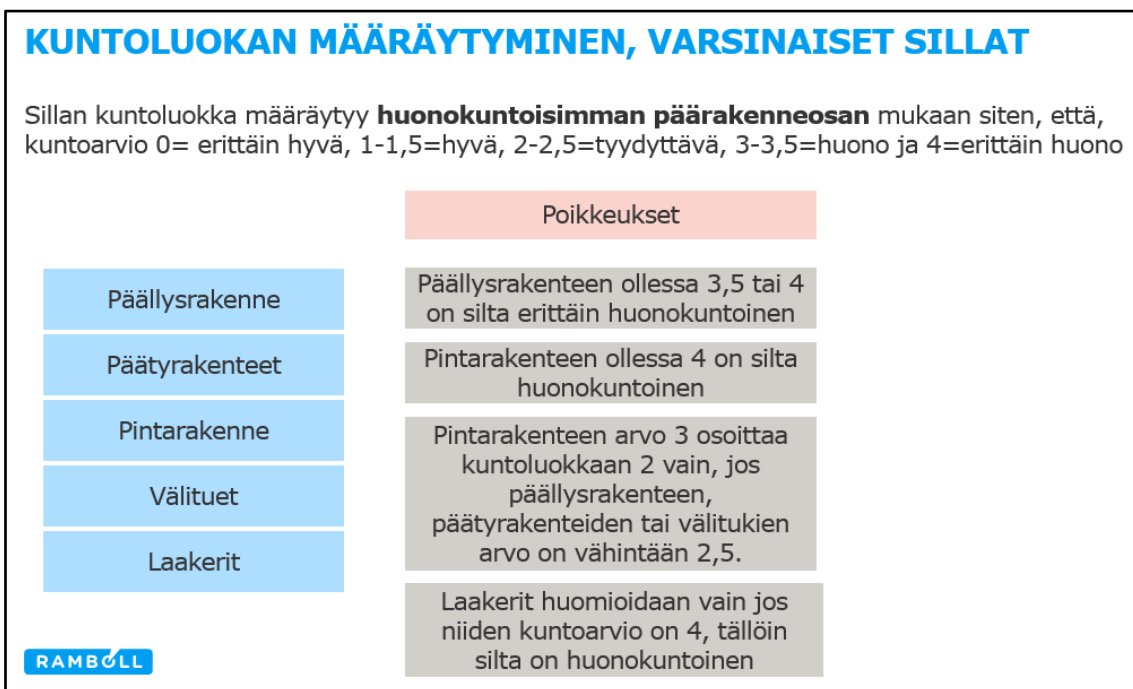 KUNTOLUOKAN MÄÄRÄYTYMINEN, VARSINAISET SILLAT
Sillan kuntoluokka määräytyy huonokuntoisimman päärakenneosan mukaan siten, että,
kuntoarvio 0= erittäin hyvä, 1-1,5=hyvä, 2-2,5=tyydyttävä, 3-3,5=huono ja 4=erittäin huono
Poikkeukset
Päällysrakenne
Päätyrakenteet
Pintarakenne
Välituet
Laakerit
Päällysrakenteen ollessa 3,5 tai 4
on silta erittäin huonokuntoinen
Pintarakenteen ollessa 4 on silta
huonokuntoinen
Pintarakenteen arvo 3 osoittaa
kuntoluokkaan 2 vain, jos
päällysrakenteen,
päätyrakenteiden tai välitukien
arvo on vähintään 2,5.
Laakerit huomioidaan vain jos
niiden kuntoarvio on 4, tällöin
silta on huonokuntoinen
RAMBOLL